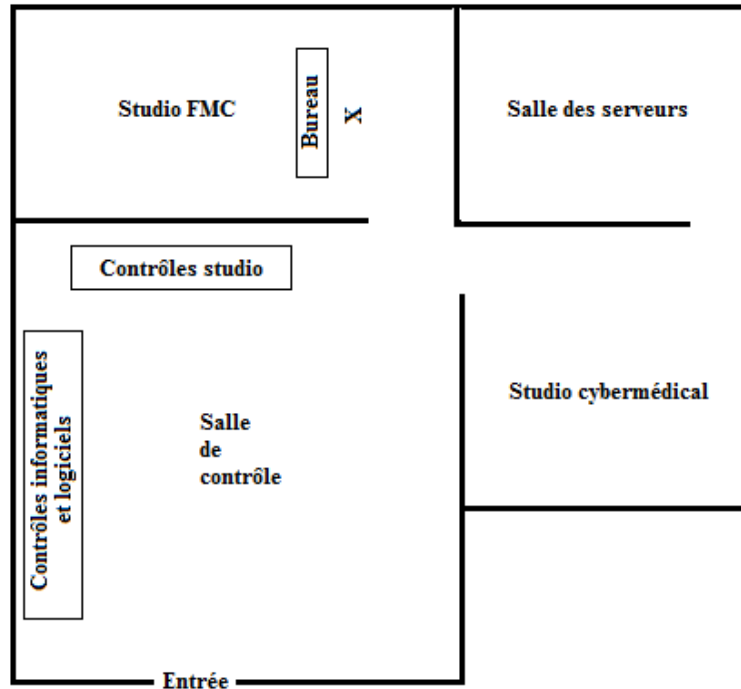 Studio FMC
Bureau
X
Salle des serveurs
Contrôles studio
Contrôles informatiques
et logiciels
Salle
de
contrôle
Studio cybermédical
Entrée